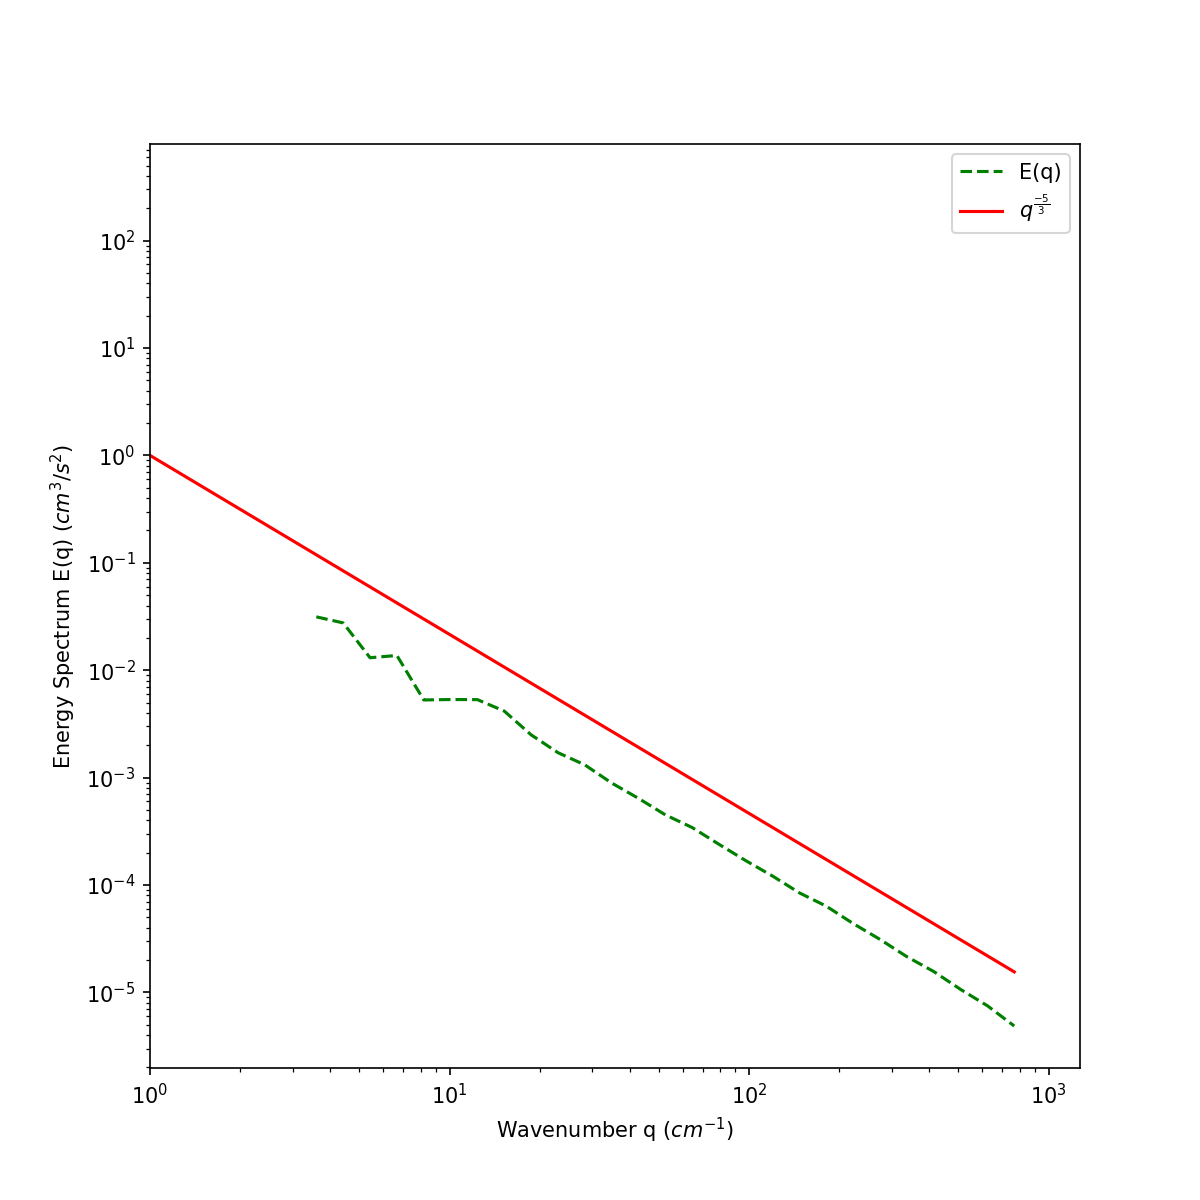 E(q)
q^{\frac{-5}{3}}
10^2
10^1
10^0
10^{-1}
10^{-2}
10^{-3}
10^{-4}
10^{-5}
Energy Spectrum E(q) (cm^3/s^2)
10^0 10^1 10^2 10^3
Wavenumber q (cm^{-1})